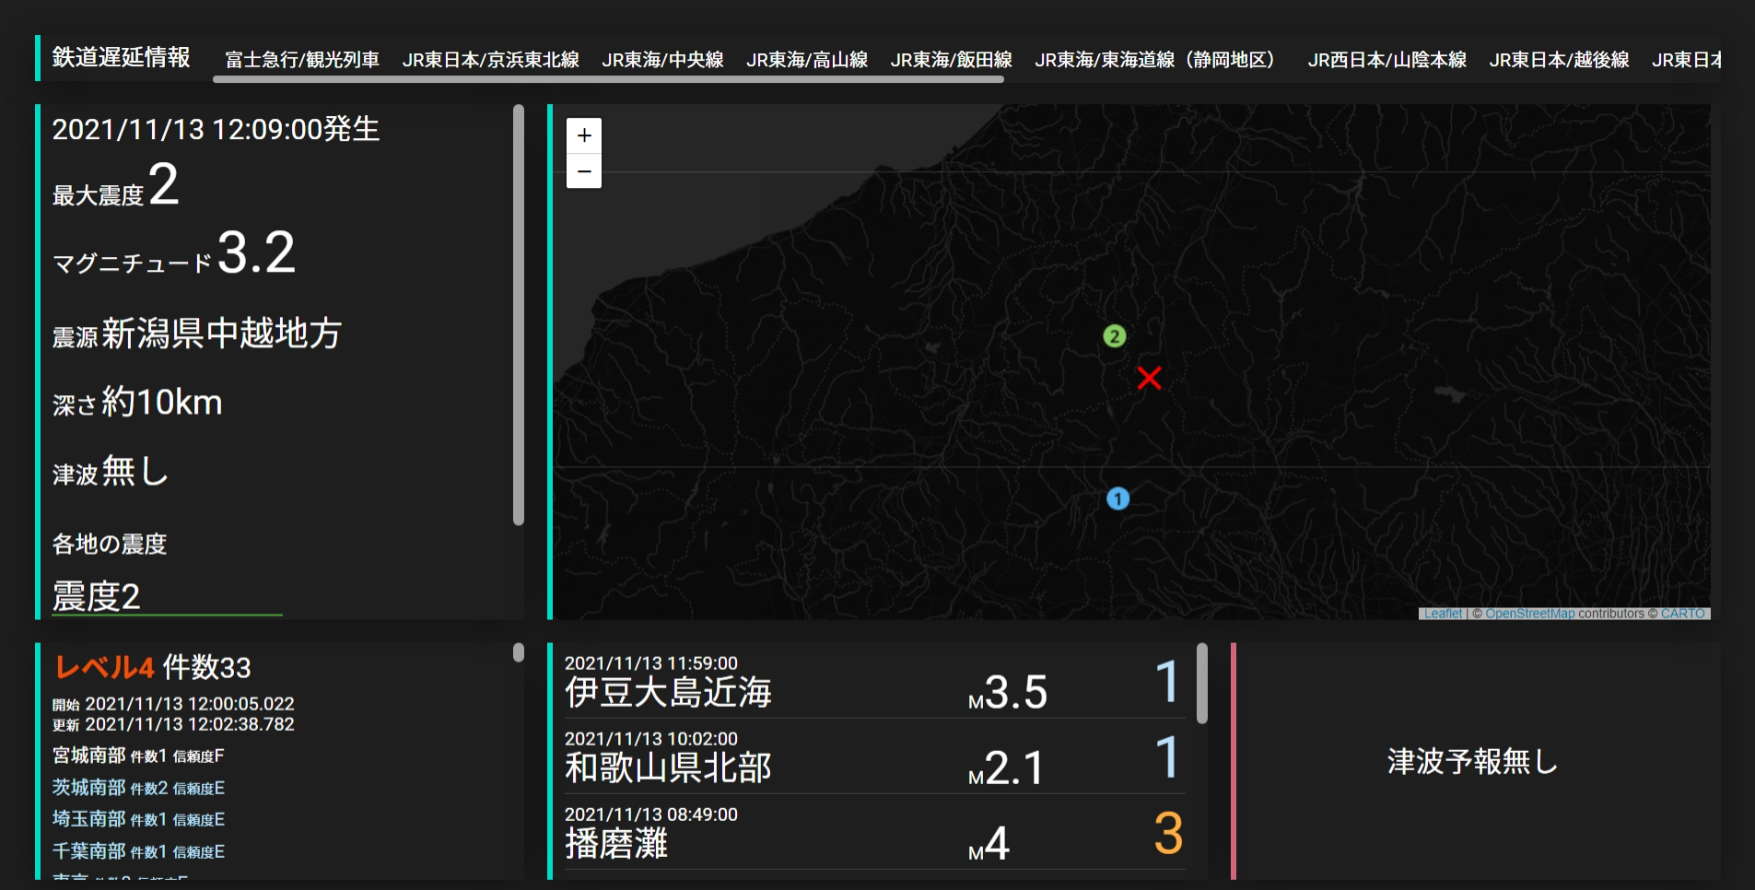 鉄道遅延情報 富士急行/観光列車 JR東日本/京浜東北線 JR東海/中央線 JR東海/高山線 JR東海/飯田線 JR東海/東海道線（静岡地区） JR西日本/山陰本線 JR東日本/越後線 JR東日本
2021/11/13 12:09:00発生
最大震度2
マグニチュード3.2
震源新潟県中越地方
深さ約10km
津波無し
各地の震度
震度2
+
−
2
1
Leaflet | © OpenStreetMap contributors © CARTO
レベル4 件数33
開始 2021/11/13 12:00:05.022
更新 2021/11/13 12:02:38.782
宮城南部 件数1 信頼度F
茨城南部 件数2 信頼度E
埼玉南部 件数1 信頼度E
千葉南部 件数1 信頼度E
2021/11/13 11:59:00
伊豆大島近海 M3.5 1
2021/11/13 10:02:00
和歌山県北部 M2.1 1
2021/11/13 08:49:00
播磨灘 M4 3
津波予報無し